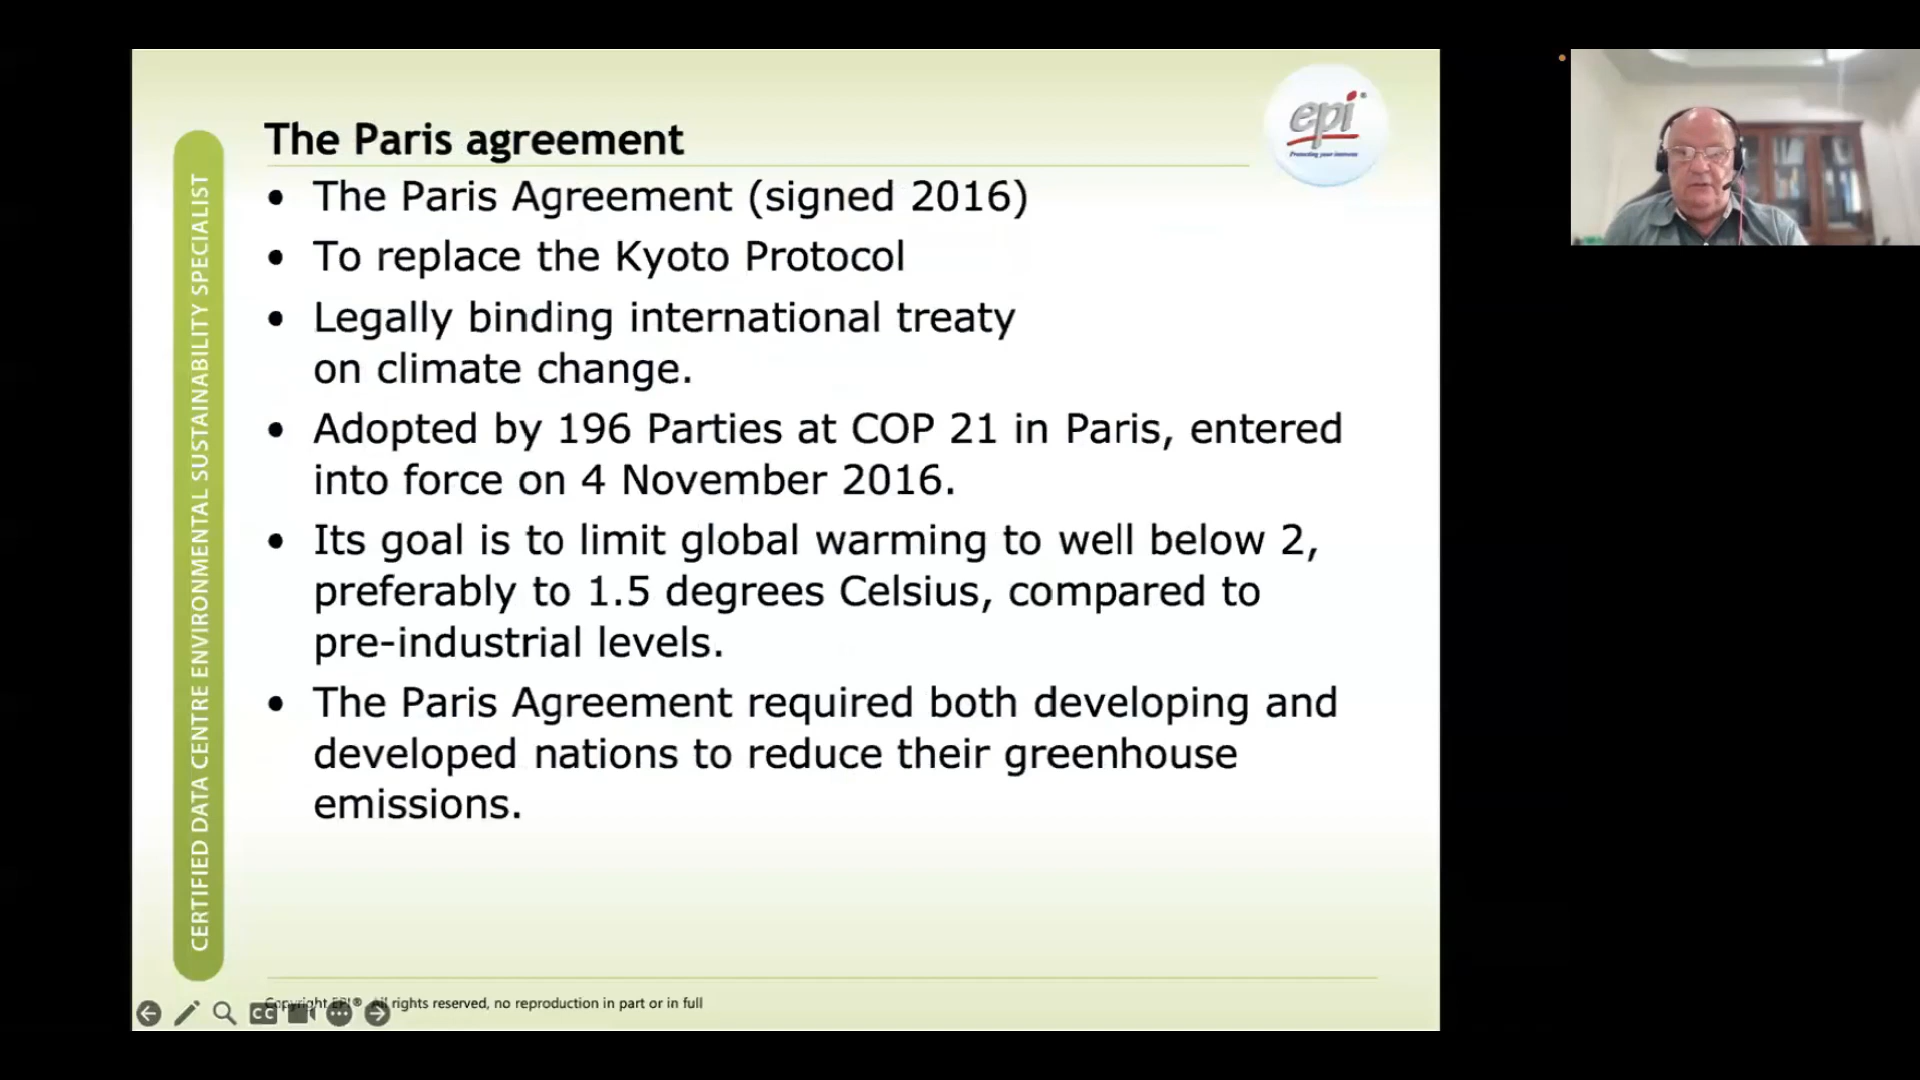 The Paris agreement
epi®
Protecting your interests
CERTIFIED DATA CENTRE ENVIRONMENTAL SUSTAINABILITY SPECIALIST
• The Paris Agreement (signed 2016)
• To replace the Kyoto Protocol
• Legally binding international treaty
on climate change.
• Adopted by 196 Parties at COP 21 in Paris, entered
into force on 4 November 2016.
• Its goal is to limit global warming to well below 2,
preferably to 1.5 degrees Celsius, compared to
pre-industrial levels.
• The Paris Agreement required both developing and
developed nations to reduce their greenhouse
emissions.
Copyright EPI® All rights reserved, no reproduction in part or in full
CC